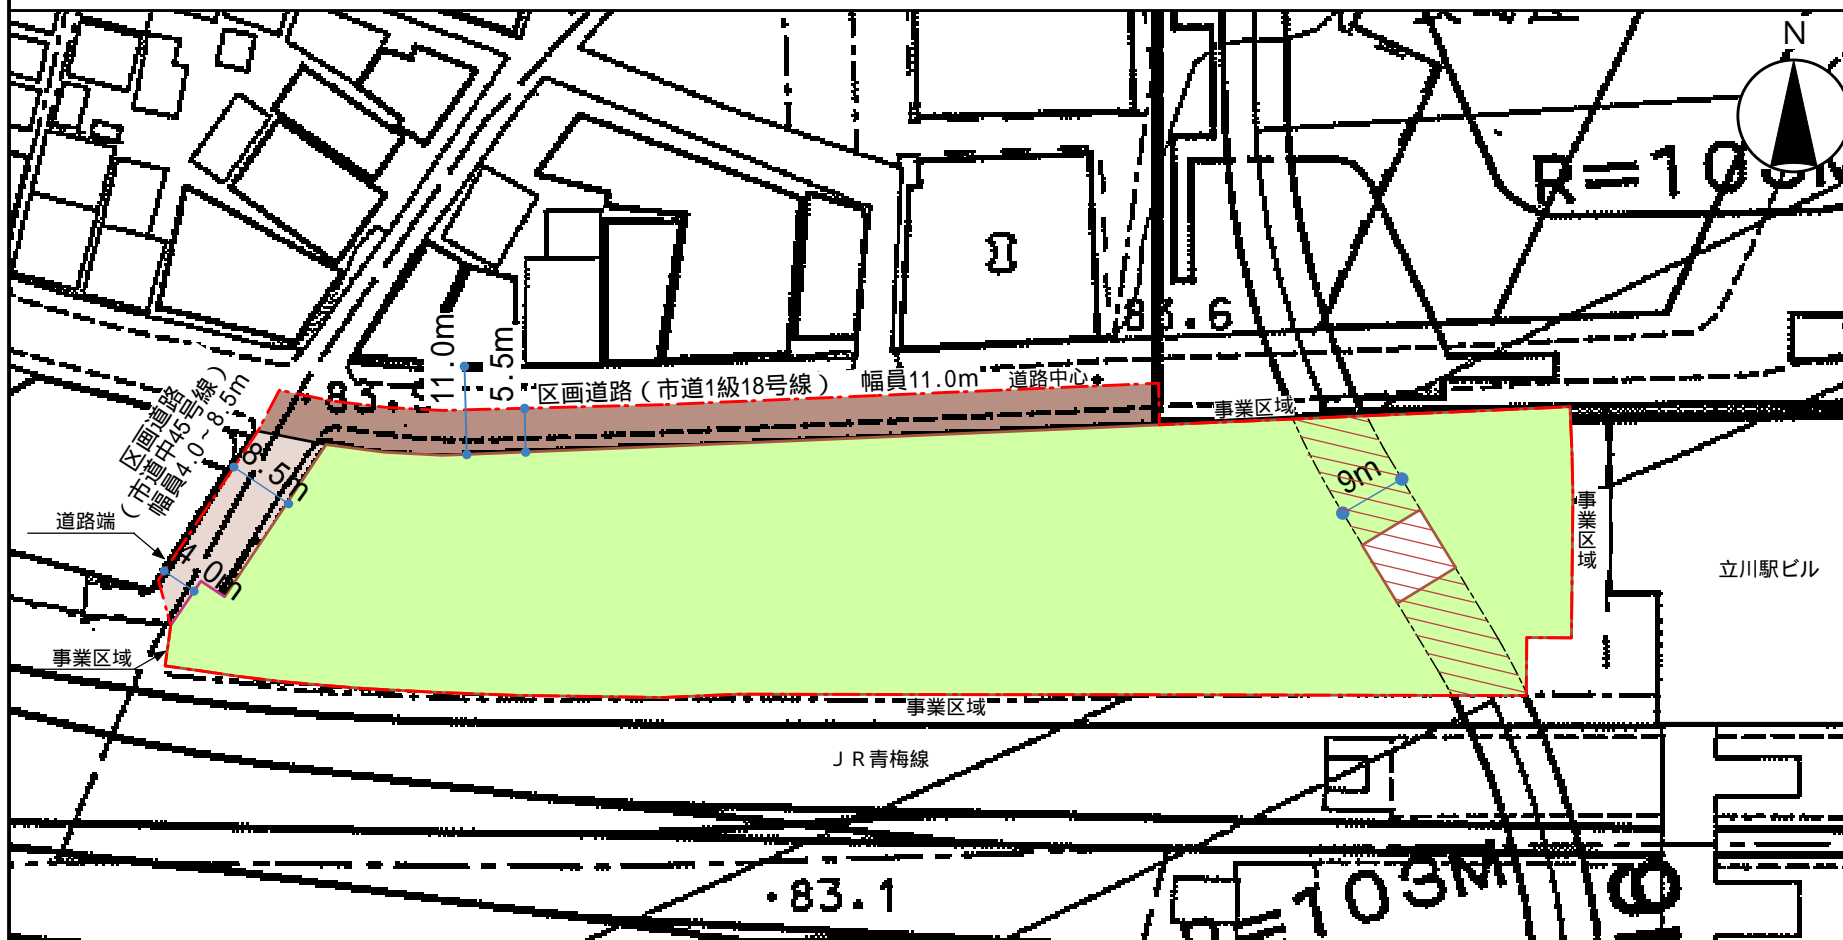 N
R=103M
83.6
11.0m
5.5m
区画道路（市道1級18号線）　幅員11.0m
道路中心
事業区域
区画道路
（市道中45号線）
幅員4.0～8.5m
8.5m
9m
道路端
4.0m
事業区域
立川駅ビル
事業区域
事業区域
ＪＲ青梅線
・83.1
R=103M